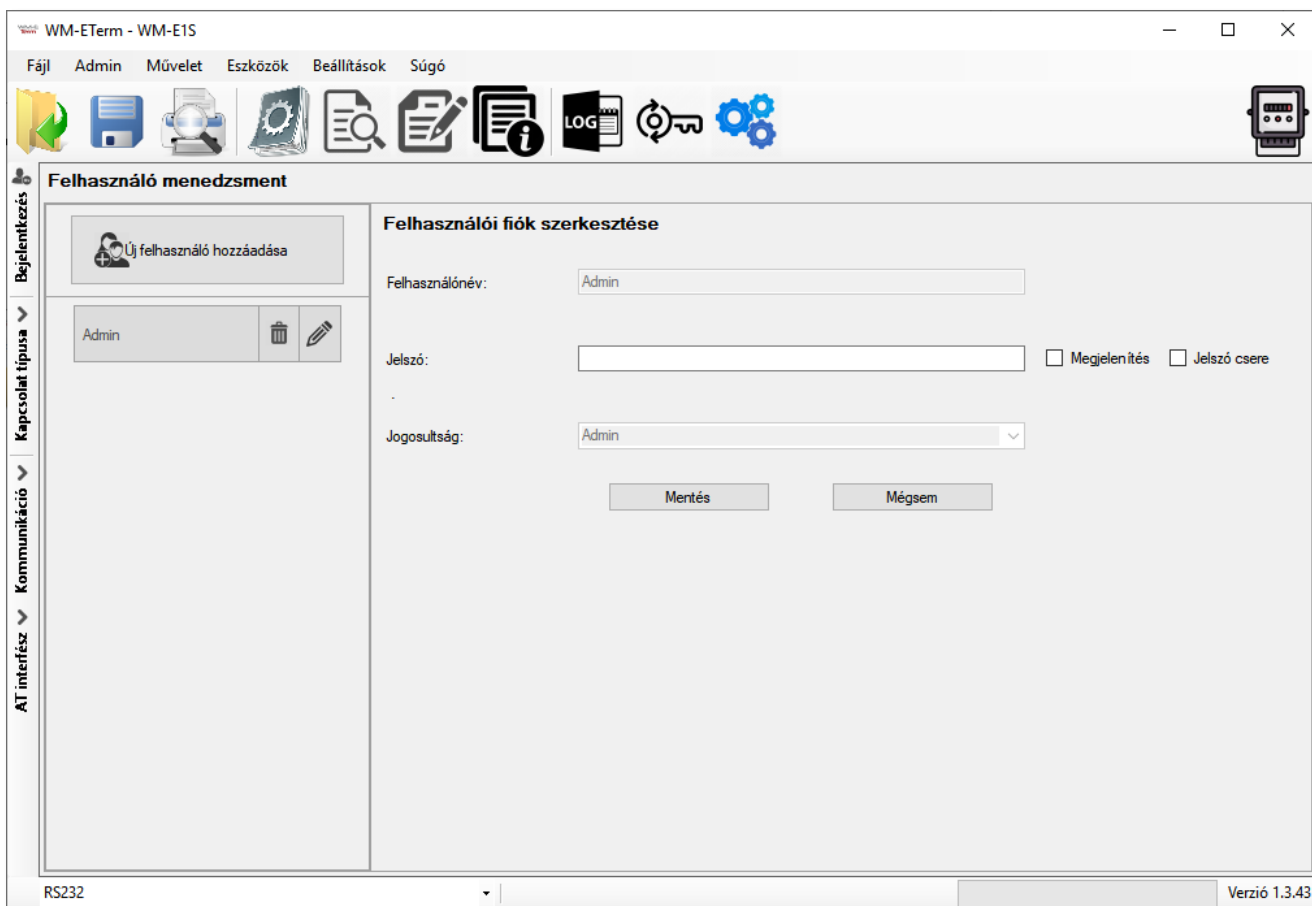 WM-ETerm - WM-E1S
Fájl Admin Művelet Eszközök Beállítások Súgó
LOG
Bejelentkezés
Kapcsolat típusa
Kommunikáció
AT interfész
Felhasználó menedzsment
Új felhasználó hozzáadása
Admin
Felhasználói fiók szerkesztése
Felhasználónév: Admin
Jelszó: Megjelenítés Jelszó csere
.
Jogosultság: Admin
Mentés Mégsem
RS232 Verzió 1.3.43